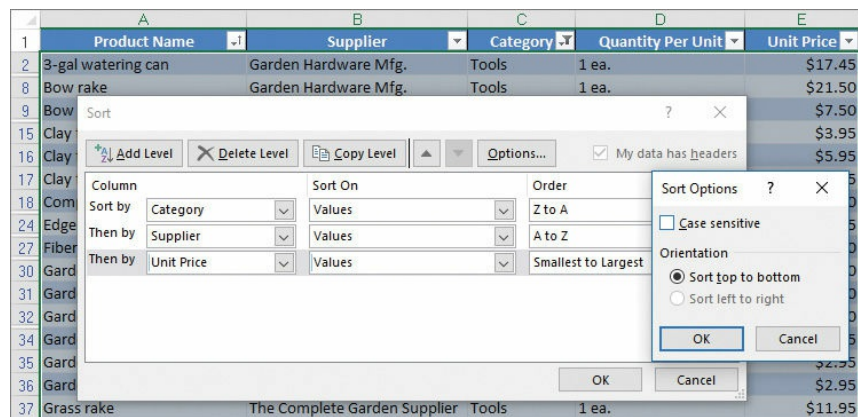 A B C D E
1 Product Name Supplier Category Quantity Per Unit Unit Price
2 3-gal watering can Garden Hardware Mfg. Tools 1 ea. $17.45
8 Bow rake Garden Hardware Mfg. Tools 1 ea. $21.50
9 Bow $7.50
Sort ? ×
15 Clay $3.95
Add Level Delete Level Copy Level Options... My data has headers
16 Clay $5.95
17 Clay
Column Sort On Order
Sort by Category Values Z to A
Then by Supplier Values A to Z
Then by Unit Price Values Smallest to Largest
18 Com
24 Edge
27 Fiber
30 Gard
31 Gard
32 Gard
34 Gard
35 Gard $2.95
36 Gard $2.95
OK Cancel
Sort Options ? ×
Case sensitive
Orientation
Sort top to bottom
Sort left to right
OK Cancel
37 Grass rake The Complete Garden Supplier Tools 1 ea. $11.95